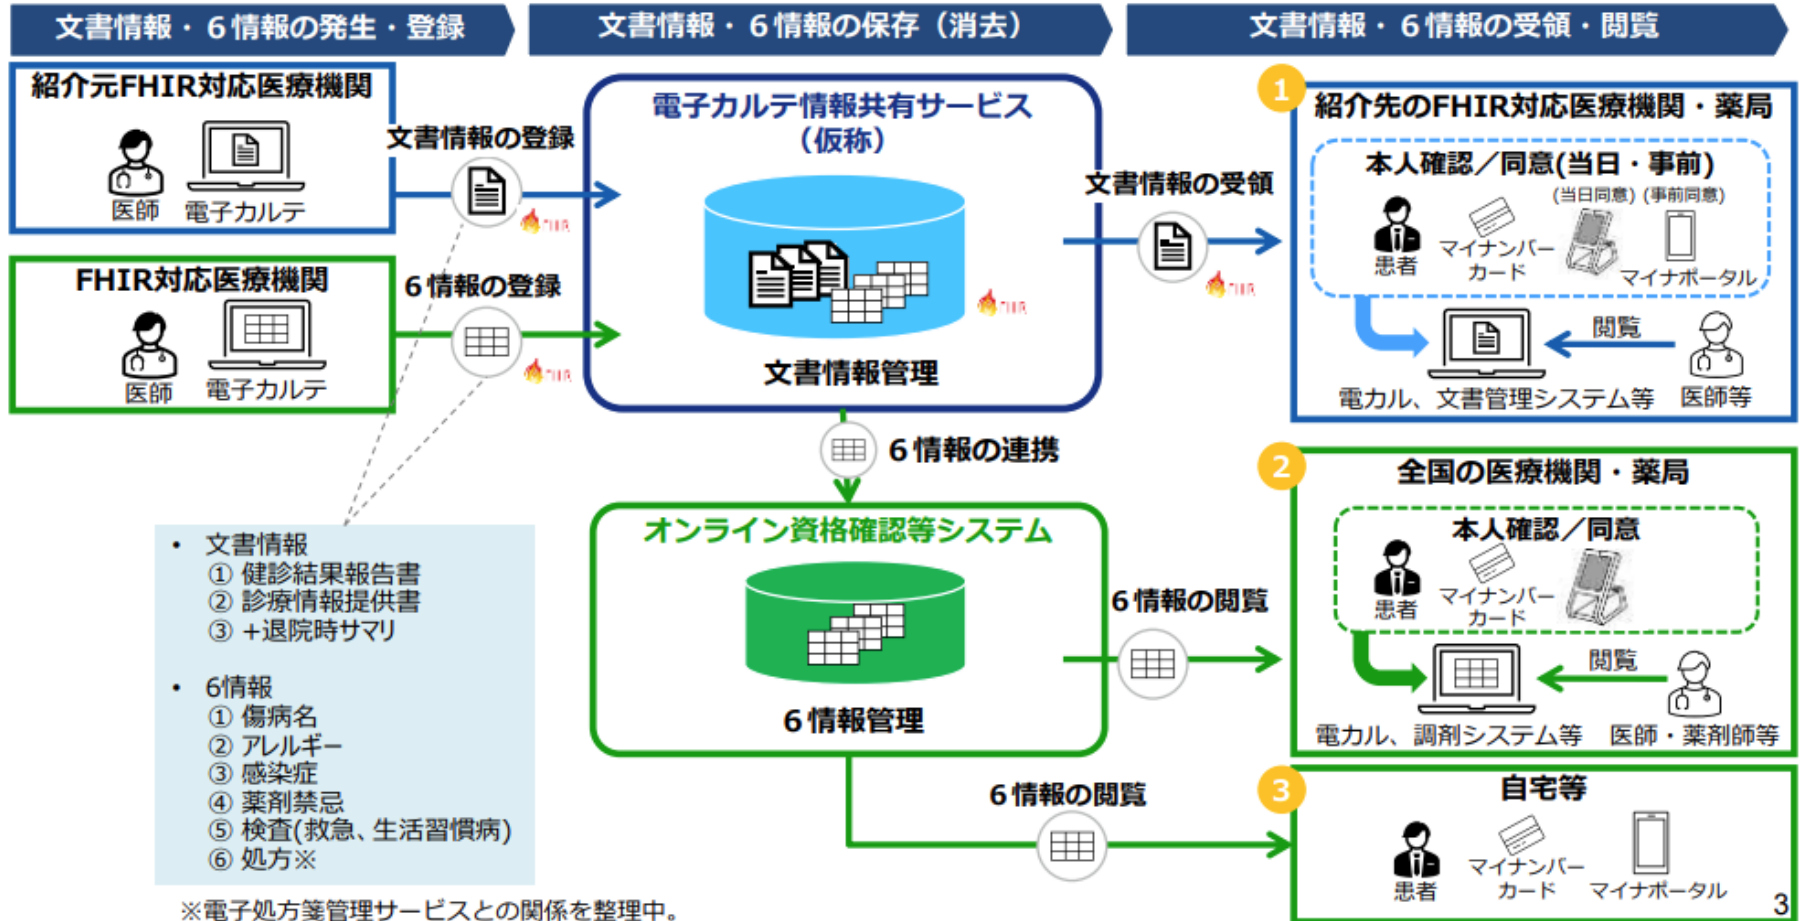 文書情報・６情報の発生・登録
文書情報・６情報の保存（消去）
文書情報・６情報の受領・閲覧
紹介元FHIR対応医療機関
医師
電子カルテ
文書情報の登録
FHIR対応医療機関
医師
電子カルテ
６情報の登録
電子カルテ情報共有サービス
（仮称）
文書情報管理
６情報の連携
オンライン資格確認等システム
６情報管理
文書情報の受領
６情報の閲覧
６情報の閲覧
1
紹介先のFHIR対応医療機関・薬局
本人確認／同意(当日・事前)
(当日同意)
(事前同意)
患者
マイナンバー
カード
マイナポータル
閲覧
電カル、文書管理システム等
医師等
2
全国の医療機関・薬局
本人確認／同意
患者
マイナンバー
カード
閲覧
電カル、調剤システム等
医師・薬剤師等
3
自宅等
患者
マイナンバー
カード
マイナポータル
• 文書情報
① 健診結果報告書
② 診療情報提供書
③ +退院時サマリ
• 6情報
① 傷病名
② アレルギー
③ 感染症
④ 薬剤禁忌
⑤ 検査(救急、生活習慣病)
⑥ 処方※
※電子処方箋管理サービスとの関係を整理中。
3